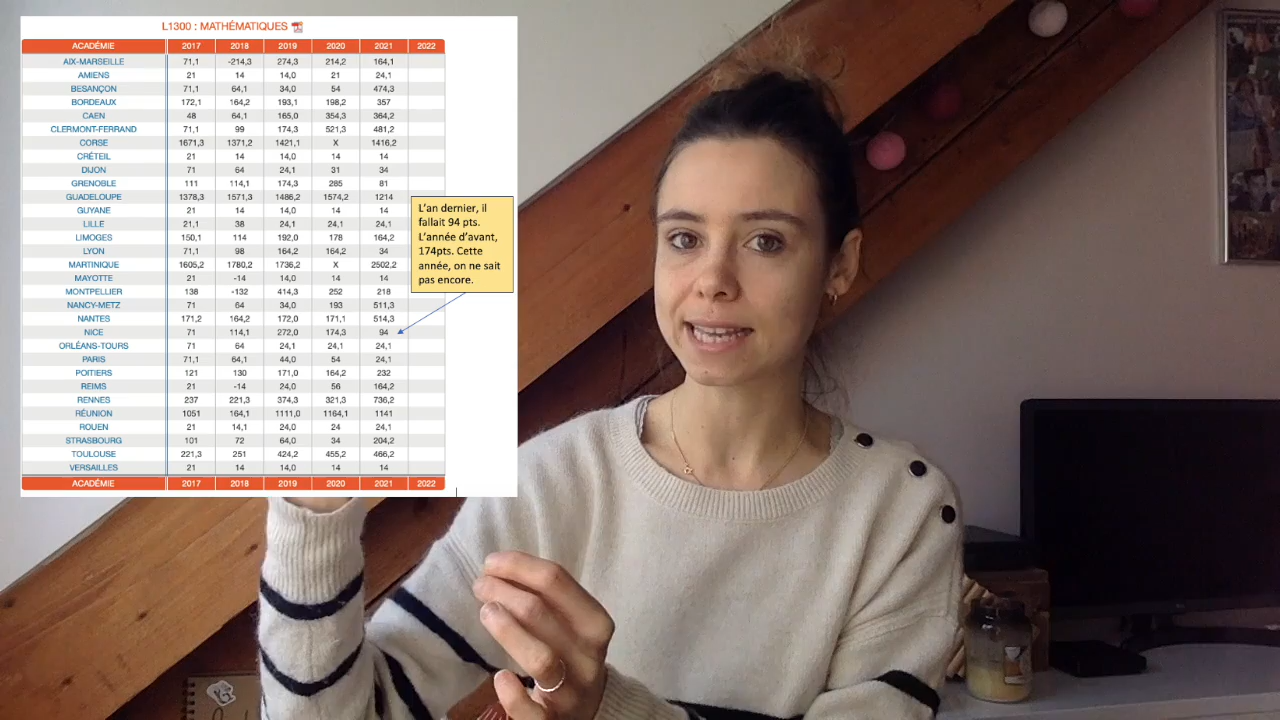 L1300 : MATHÉMATIQUES
ACADÉMIE 2017 2018 2019 2020 2021 2022
AIX-MARSEILLE 71,1 -214,3 274,3 214,2 164,1
AMIENS 21 14 14,0 21 24,1
BESANÇON 71,1 64,1 34,0 54 474,3
BORDEAUX 172,1 164,2 193,1 198,2 357
CAEN 48 64,1 165,0 354,3 364,2
CLERMONT-FERRAND 71,1 99 174,3 521,3 481,2
CORSE 1671,3 1371,2 1421,1 X 1416,2
CRÉTEIL 21 14 14,0 14 14
DIJON 71 64 24,1 31 34
GRENOBLE 111 114,1 174,3 285 81
GUADELOUPE 1378,3 1571,3 1486,2 1574,2 1214
GUYANE 21 14 14,0 14 14
LILLE 21,1 38 24,1 24,1 24,1
LIMOGES 150,1 114 192,0 178 164,2
LYON 71,1 98 164,2 164,2 34
MARTINIQUE 1605,2 1780,2 1736,2 X 2502,2
MAYOTTE 21 -14 14,0 14 14
MONTPELLIER 138 -132 414,3 252 218
NANCY-METZ 71 64 34,0 193 511,3
NANTES 171,2 164,2 172,0 171,1 514,3
NICE 71 114,1 272,0 174,3 94
ORLÉANS-TOURS 71 64 24,1 24,1 24,1
PARIS 71,1 64,1 44,0 54 24,1
POITIERS 121 130 171,0 164,2 232
REIMS 21 -14 24,0 56 164,2
RENNES 237 221,3 374,3 321,3 736,2
RÉUNION 1051 164,1 1111,0 1164,1 1141
ROUEN 21 14,1 24,0 24 24,1
STRASBOURG 101 72 64,0 34 204,2
TOULOUSE 221,3 251 424,2 455,2 466,2
VERSAILLES 21 14 14,0 14 14
ACADÉMIE 2017 2018 2019 2020 2021 2022
L'an dernier, il
fallait 94 pts.
L'année d'avant,
174pts. Cette
année, on ne sait
pas encore.